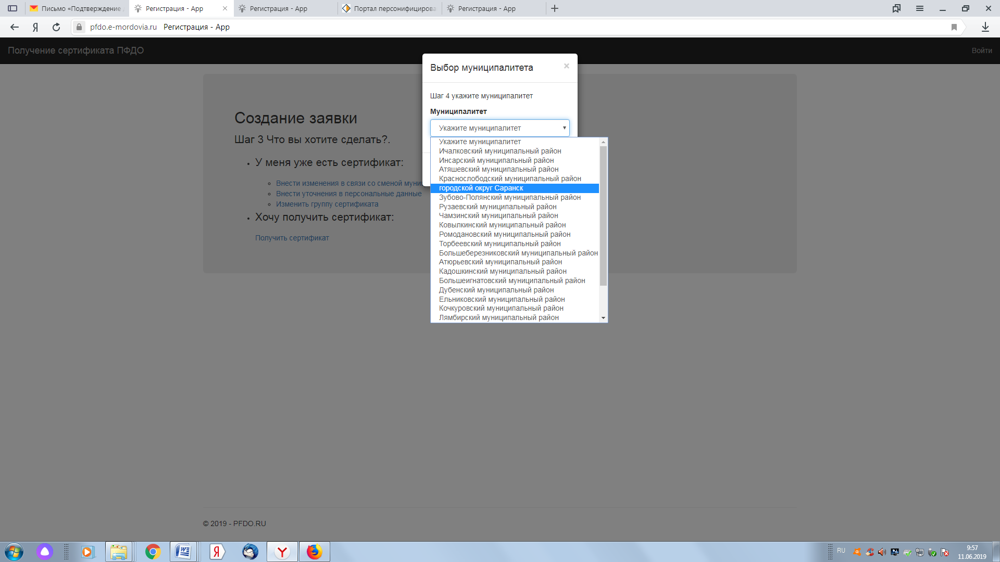 Письмо «Подтверждение
Регистрация - App
Регистрация - App
Портал персонифицирова
Регистрация - App
pfdo.e-mordovia.ru Регистрация - App
Получение сертификата ПФДО
Войти
Выбор муниципалитета
×
Шаг 4 укажите муниципалитет
Муниципалитет
Укажите муниципалитет
Укажите муниципалитет
Ичалковский муниципальный район
Инсарский муниципальный район
Атяшевский муниципальный район
Краснослободский муниципальный район
городской округ Саранск
Зубово-Полянский муниципальный район
Рузаевский муниципальный район
Чамзинский муниципальный район
Ковылкинский муниципальный район
Ромодановский муниципальный район
Торбеевский муниципальный район
Большеберезниковский муниципальный район
Атюрьевский муниципальный район
Кадошкинский муниципальный район
Большеигнатовский муниципальный район
Дубенский муниципальный район
Ельниковский муниципальный район
Кочкуровский муниципальный район
Лямбирский муниципальный район
Создание заявки
Шаг 3 Что вы хотите сделать?.
У меня уже есть сертификат:
Внести изменения в связи со сменой муни
Внести уточнения в персональные данные
Изменить группу сертификата
Хочу получить сертификат:
Получить сертификат
© 2019 - PFDO.RU
RU
9:57
11.06.2019